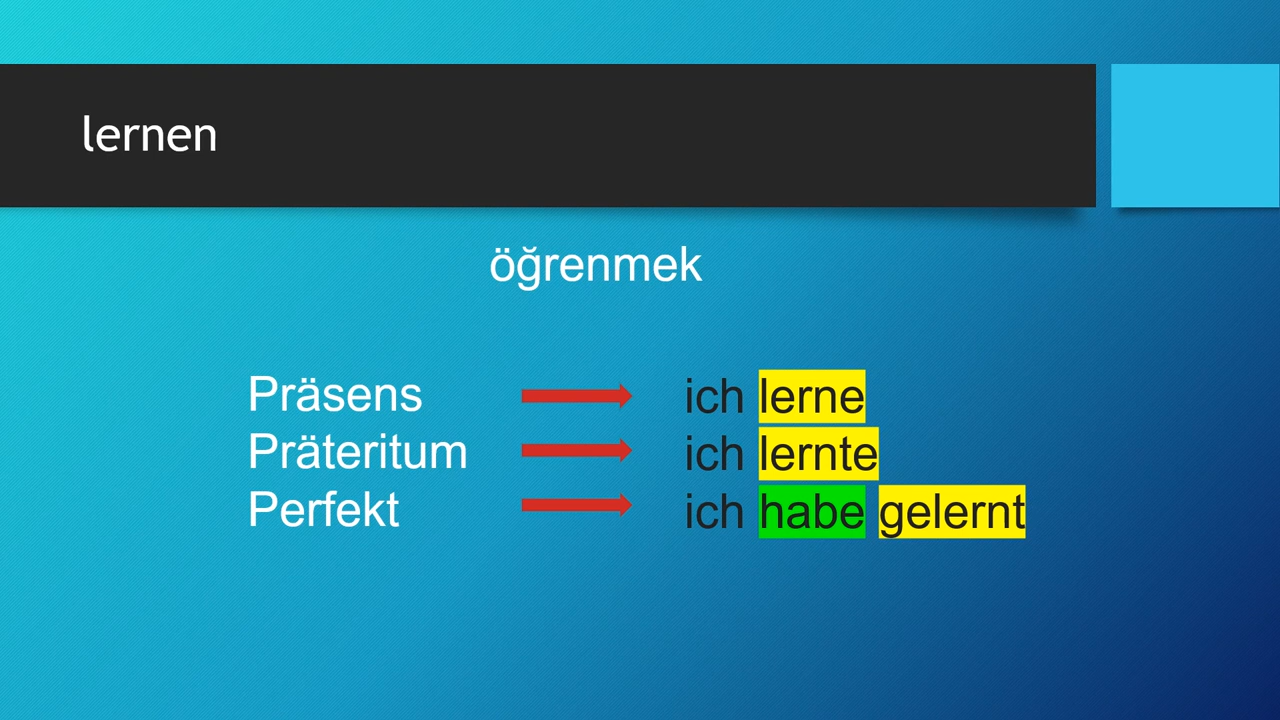 lernen
öğrenmek
Präsens ich lerne
Präteritum ich lernte
Perfekt ich habe gelernt